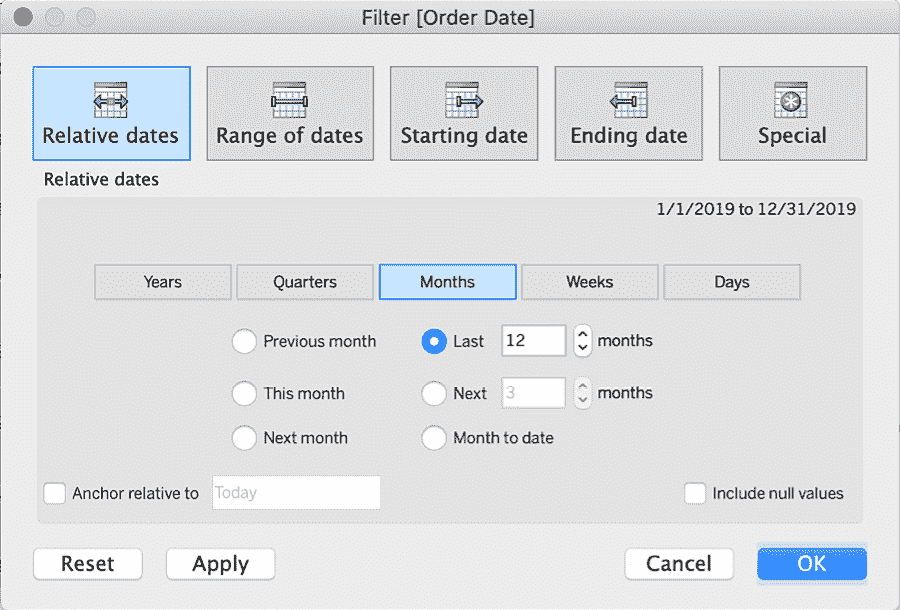 Filter [Order Date]
Relative dates
Range of dates
Starting date
Ending date
Special
Relative dates
1/1/2019 to 12/31/2019
Years
Quarters
Months
Weeks
Days
Previous month
Last 12 months
This month
Next 3 months
Next month
Month to date
Anchor relative to Today
Include null values
Reset
Apply
Cancel
OK